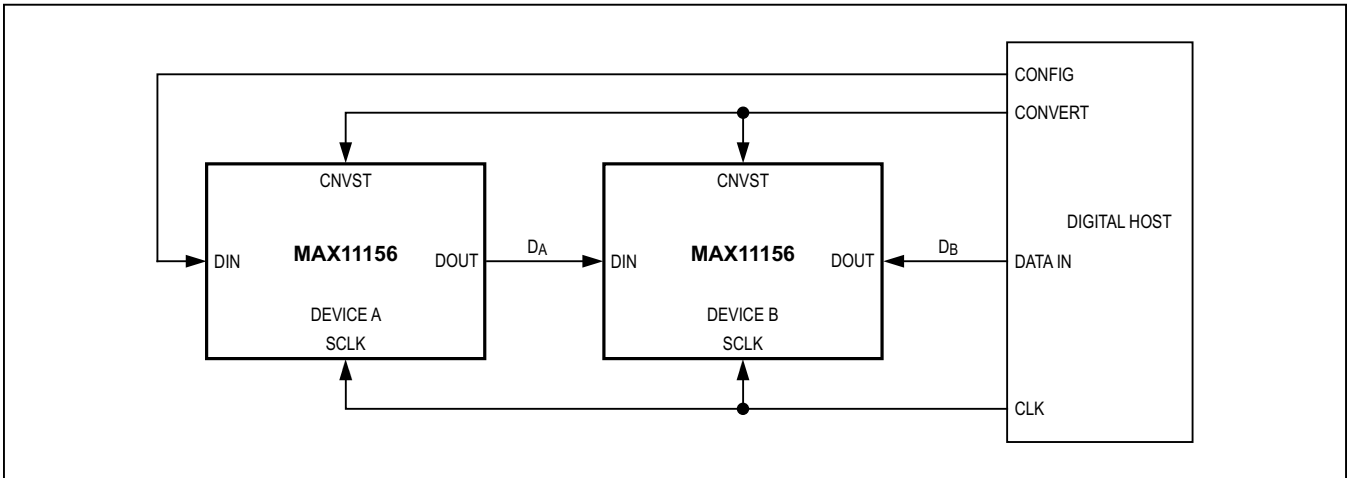 CONFIG
CONVERT
CNVST
CNVST
DIGITAL HOST
DIN
MAX11156
DOUT
DA
DIN
MAX11156
DOUT
DB
DATA IN
DEVICE A
DEVICE B
SCLK
SCLK
CLK